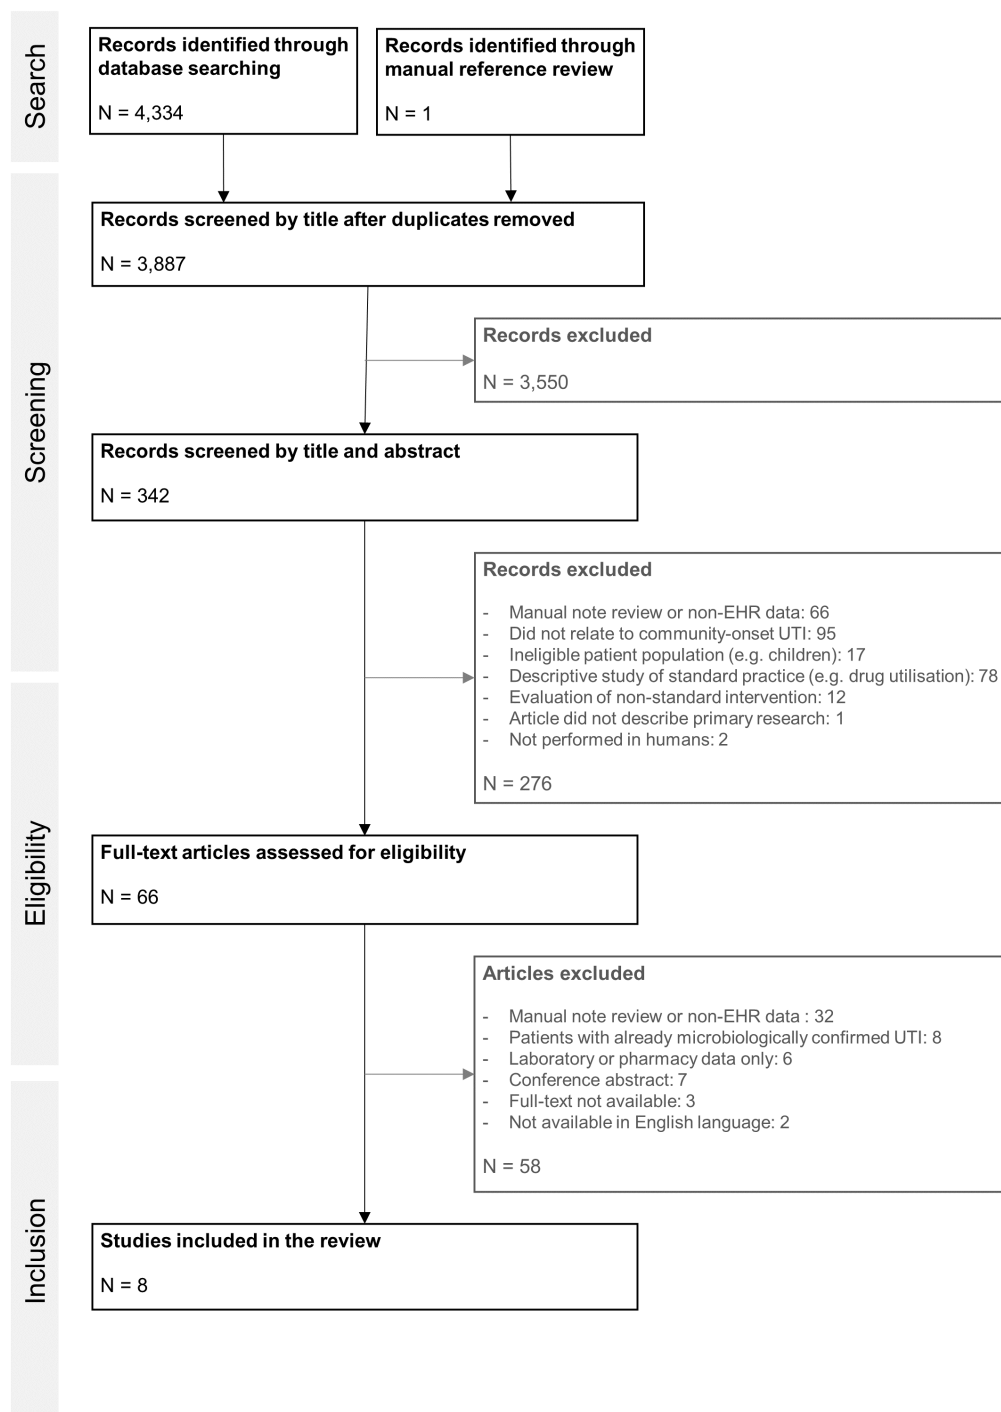 Search
Records identified through
database searching
N = 4,334
Records identified through
manual reference review
N = 1
Screening
Records screened by title after duplicates removed
N = 3,887
Records excluded
N = 3,550
Records screened by title and abstract
N = 342
Records excluded
- Manual note review or non-EHR data: 66
- Did not relate to community-onset UTI: 95
- Ineligible patient population (e.g. children): 17
- Descriptive study of standard practice (e.g. drug utilisation): 78
- Evaluation of non-standard intervention: 12
- Article did not describe primary research: 1
- Not performed in humans: 2
N = 276
Eligibility
Full-text articles assessed for eligibility
N = 66
Articles excluded
- Manual note review or non-EHR data : 32
- Patients with already microbiologically confirmed UTI: 8
- Laboratory or pharmacy data only: 6
- Conference abstract: 7
- Full-text not available: 3
- Not available in English language: 2
N = 58
Inclusion
Studies included in the review
N = 8